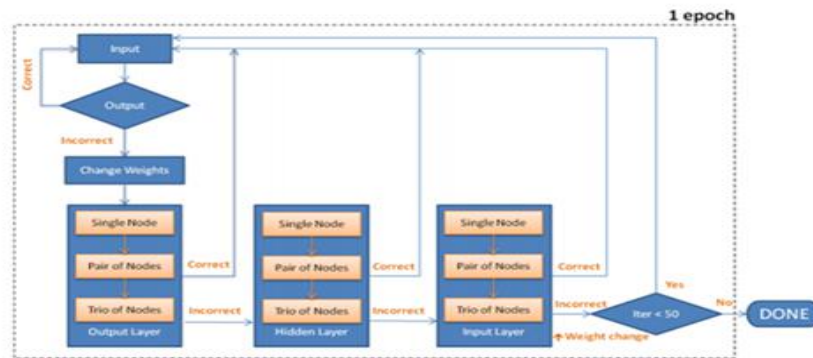 1 epoch
Input
Correct
Output
Incorrect
Change Weights
Single Node
Pair of Nodes
Trio of Nodes
Output Layer
Correct
Incorrect
Single Node
Pair of Nodes
Trio of Nodes
Hidden Layer
Correct
Incorrect
Single Node
Pair of Nodes
Trio of Nodes
Input Layer
Correct
Incorrect
↑ Weight change
Iter < 50
Yes
No
DONE